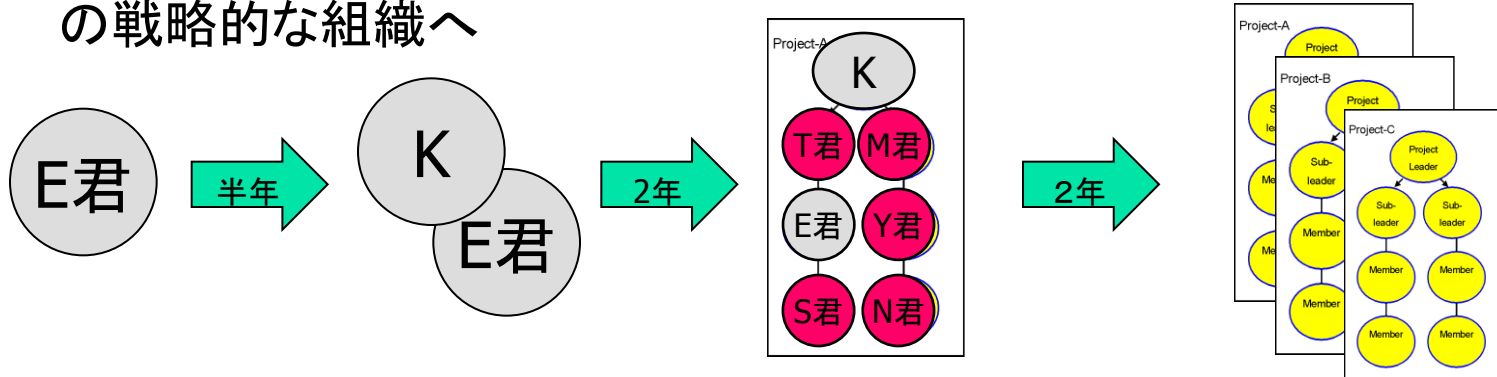 の戦略的な組織へ
E君
半年
K
E君
2年
Project-A
K
T君
M君
E君
Y君
S君
N君
２年
Project-A
Project
Project-B
Project
Sub-
leader
Member
Member
Project-C
Project
Leader
Sub-
leader
Sub-
leader
Member
Member
Member
Member